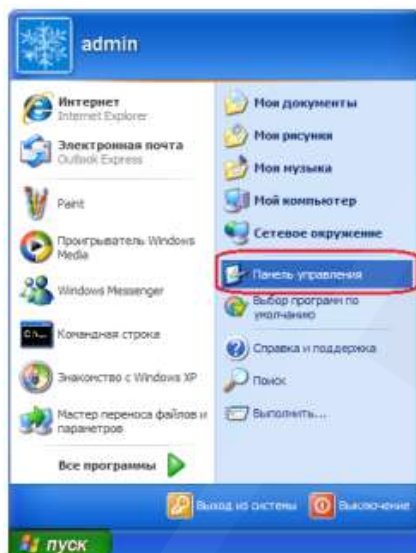 admin
Интернет
Internet Explorer
Электронная почта
Outlook Express
Paint
Проигрыватель Windows
Media
Windows Messenger
Командная строка
Знакомство с Windows XP
Мастер переноса файлов и
параметров
Все программы
Мои документы
Мои рисунки
Моя музыка
Мой компьютер
Сетевое окружение
Панель управления
Выбор программ по
умолчанию
Справка и поддержка
Поиск
Выполнить...
Выход из системы
Выключение
пуск